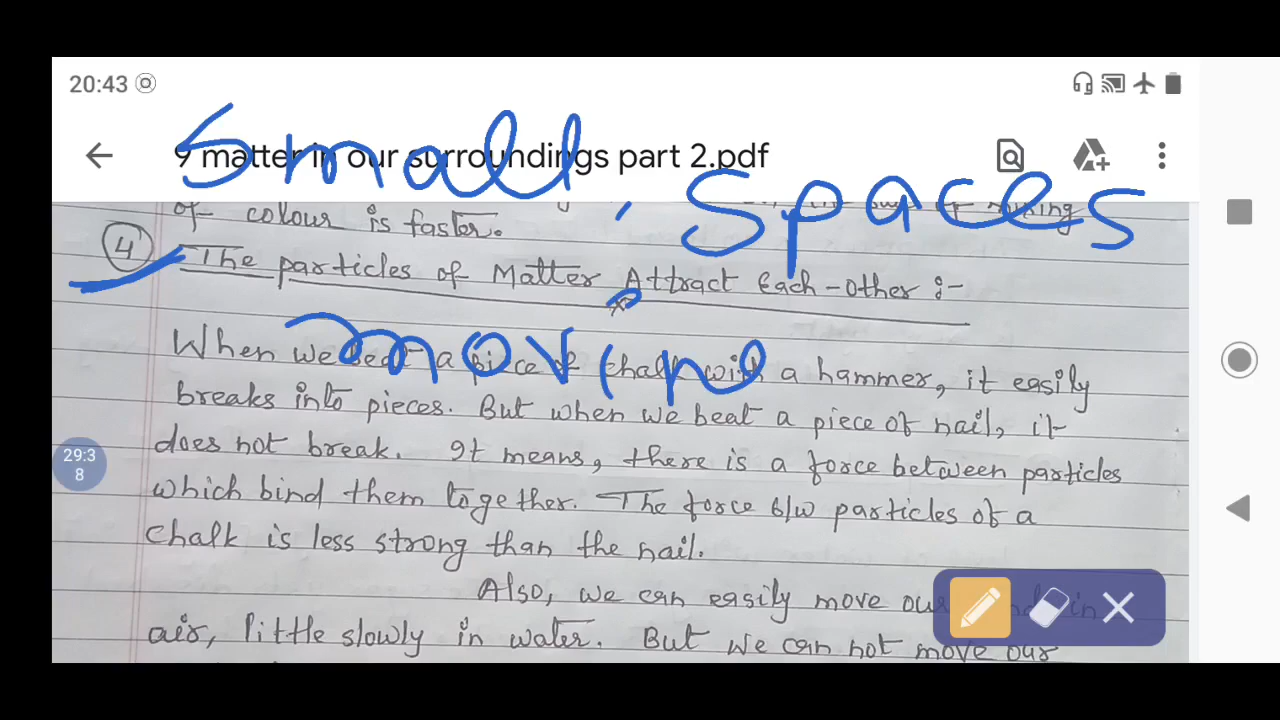 20:43
9 matter in our surroundings part 2.pdf
Small, Spaces
of colour is faster.
4 The particles of Matter Attract Each-other :-
moving
When we beat a piece of chalk with a hammer, it easily
breaks into pieces. But when we beat a piece of nail, it
does not break. It means, there is a force between particles
29:38
which bind them together. The force b/w particles of a
chalk is less strong than the nail.
Also, we can easily move our hand in
air, little slowly in water. But we can not move our